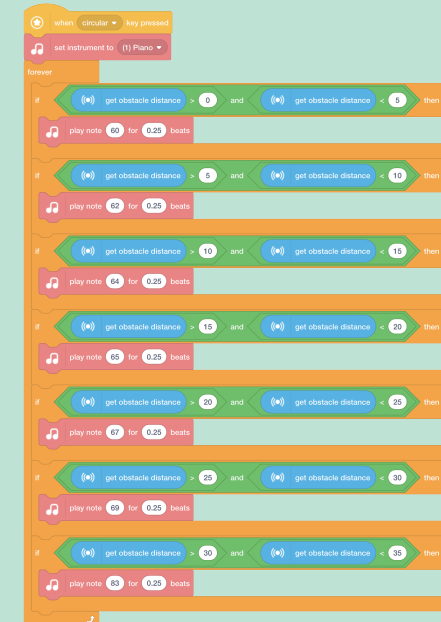 when circular key pressed
set instrument to (1) Piano
forever
if get obstacle distance > 0 and get obstacle distance < 5 then
play note 60 for 0.25 beats
if get obstacle distance > 5 and get obstacle distance < 10 then
play note 62 for 0.25 beats
if get obstacle distance > 10 and get obstacle distance < 15 then
play note 64 for 0.25 beats
if get obstacle distance > 15 and get obstacle distance < 20 then
play note 65 for 0.25 beats
if get obstacle distance > 20 and get obstacle distance < 25 then
play note 67 for 0.25 beats
if get obstacle distance > 25 and get obstacle distance < 30 then
play note 69 for 0.25 beats
if get obstacle distance > 30 and get obstacle distance < 35 then
play note 83 for 0.25 beats